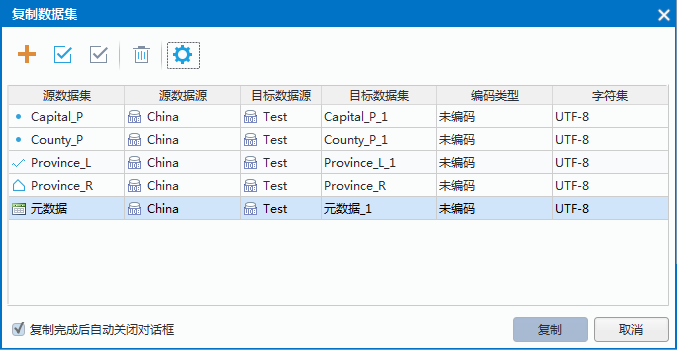 复制数据集
源数据集 源数据源 目标数据源 目标数据集 编码类型 字符集
Capital_P China Test Capital_P_1 未编码 UTF-8
County_P China Test County_P_1 未编码 UTF-8
Province_L China Test Province_L_1 未编码 UTF-8
Province_R China Test Province_R 未编码 UTF-8
元数据 China Test 元数据_1 未编码 UTF-8
复制完成后自动关闭对话框 复制 取消